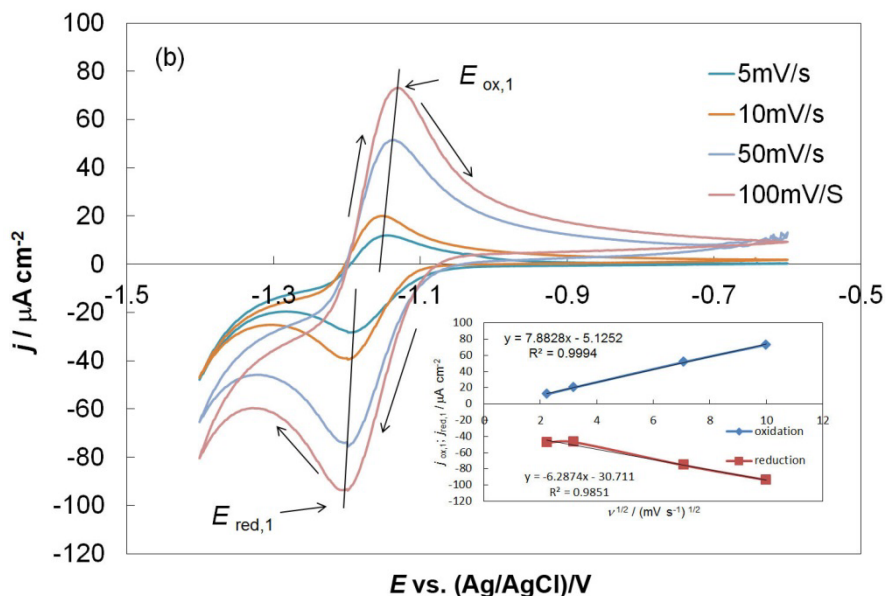 100
80
60
40
20
0
-20
-40
-60
-80
-100
-120
j / µA cm-2
(b)
E ox,1
5mV/s
10mV/s
50mV/s
100mV/S
-1.5
-1.3
-1.1
-0.9
-0.7
-0.5
E red,1
E vs. (Ag/AgCl)/V
100
80
60
40
20
0
-20
-40
-60
-80
-100
-120
j ox,1; j red,1 / µA cm-2
y = 7.8828x - 5.1252
R² = 0.9994
0
2
4
6
8
10
12
oxidation
reduction
y = -6.2874x - 30.711
R² = 0.9851
ν1/2 / (mV s-1) 1/2